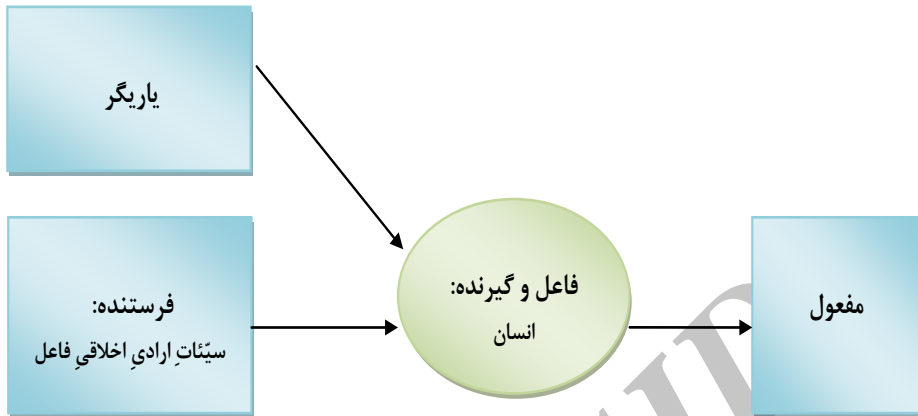 یاریگر
فرستنده:
سیّئاتِ ارادیِ اخلاقیِ فاعل
فاعل و گیرنده:
انسان
مفعول